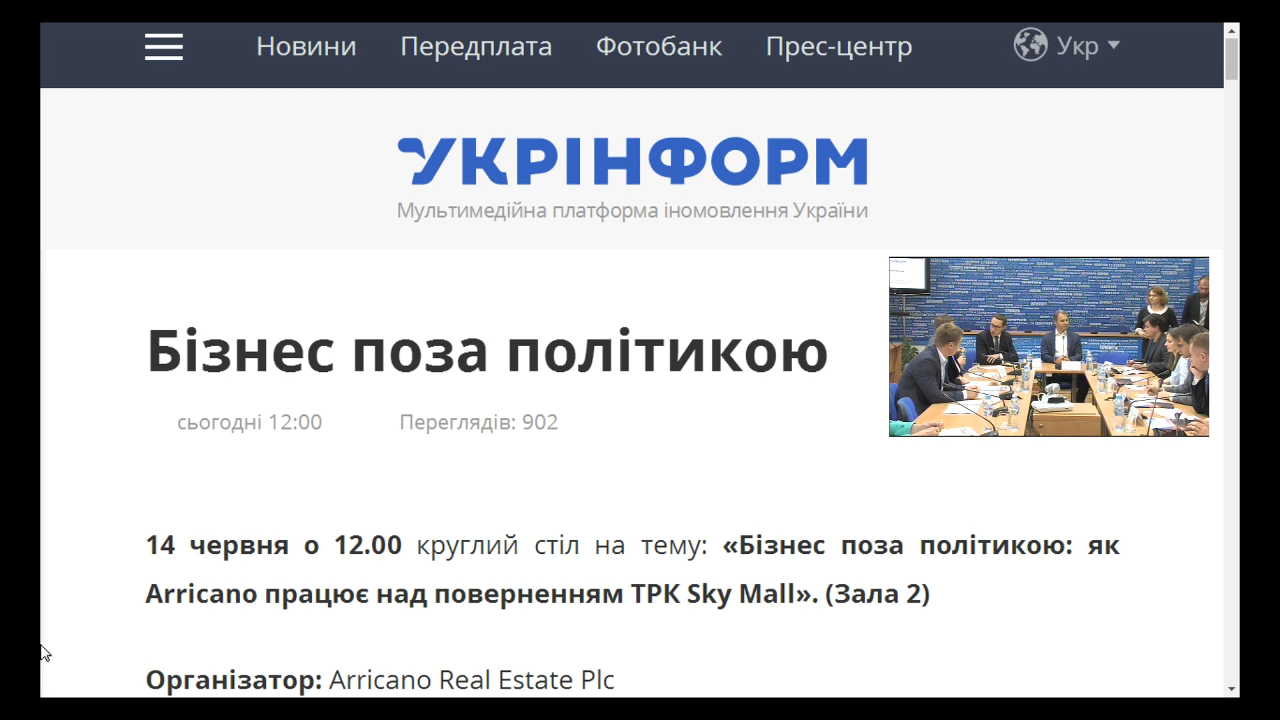 Новини Передплата Фотобанк Прес-центр Укр
УКРІНФОРМ
Мультимедійна платформа іномовлення України
Бізнес поза політикою
сьогодні 12:00 Переглядів: 902
14 червня о 12.00 круглий стіл на тему: «Бізнес поза політикою: як
Arricano працює над поверненням ТРК Sky Mall». (Зала 2)
Організатор: Arricano Real Estate Plc